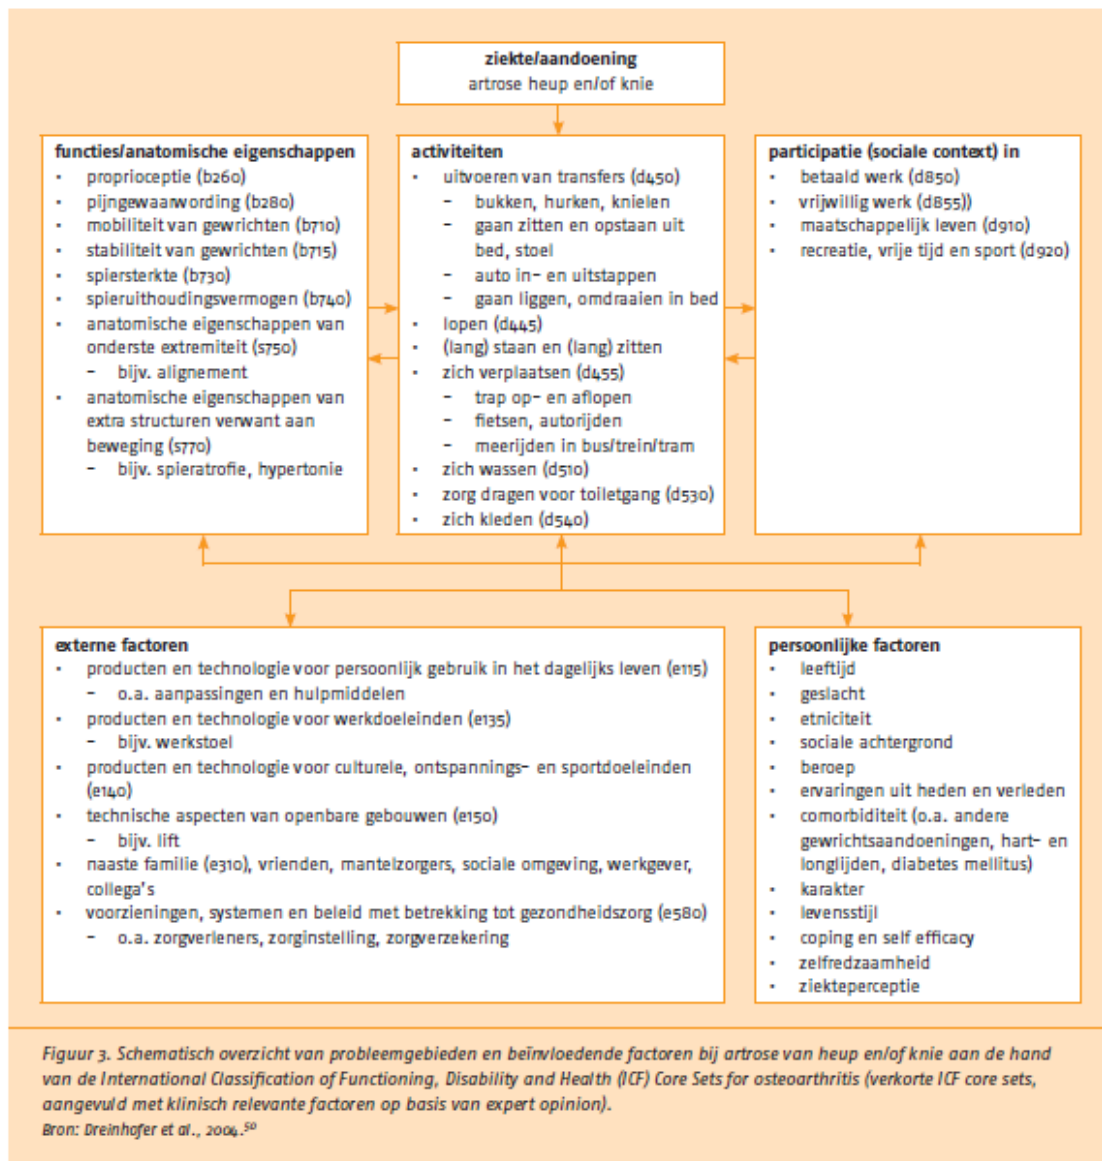 ziekte/aandoening
artrose heup en/of knie
functies/anatomische eigenschappen
• proprioceptie (b260)
• pijngewaarwording (b280)
• mobiliteit van gewrichten (b710)
• stabiliteit van gewrichten (b715)
• spiersterkte (b730)
• spieruithoudingsvermogen (b740)
• anatomische eigenschappen van
onderste extremiteit (s750)
– bijv. alignement
• anatomische eigenschappen van
extra structuren verwant aan
beweging (s770)
– bijv. spieratrofie, hypertonie
activiteiten
• uitvoeren van transfers (d450)
– bukken, hurken, knielen
– gaan zitten en opstaan uit
bed, stoel
– auto in- en uitstappen
– gaan liggen, omdraaien in bed
• lopen (d445)
• (lang) staan en (lang) zitten
• zich verplaatsen (d455)
– trap op- en aflopen
– fietsen, autorijden
– meerijden in bus/trein/tram
• zich wassen (d510)
• zorg dragen voor toiletgang (d530)
• zich kleden (d540)
participatie (sociale context) in
• betaald werk (d850)
• vrijwillig werk (d855))
• maatschappelijk leven (d910)
• recreatie, vrije tijd en sport (d920)
externe factoren
• producten en technologie voor persoonlijk gebruik in het dagelijks leven (e115)
– o.a. aanpassingen en hulpmiddelen
• producten en technologie voor werkdoeleinden (e135)
– bijv. werkstoel
• producten en technologie voor culturele, ontspannings- en sportdoeleinden
(e140)
• technische aspecten van openbare gebouwen (e150)
– bijv. lift
• naaste familie (e310), vrienden, mantelzorgers, sociale omgeving, werkgever,
collega's
• voorzieningen, systemen en beleid met betrekking tot gezondheidszorg (e580)
– o.a. zorgverleners, zorginstelling, zorgverzekering
persoonlijke factoren
• leeftijd
• geslacht
• etniciteit
• sociale achtergrond
• beroep
• ervaringen uit heden en verleden
• comorbiditeit (o.a. andere
gewrichtsaandoeningen, hart- en
longlijden, diabetes mellitus)
• karakter
• levensstijl
• coping en self efficacy
• zelfredzaamheid
• ziekteperceptie
Figuur 3. Schematisch overzicht van probleemgebieden en beïnvloedende factoren bij artrose van heup en/of knie aan de hand
van de International Classification of Functioning, Disability and Health (ICF) Core Sets for osteoarthritis (verkorte ICF core sets,
aangevuld met klinisch relevante factoren op basis van expert opinion).
Bron: Dreinhofer et al., 2004.50